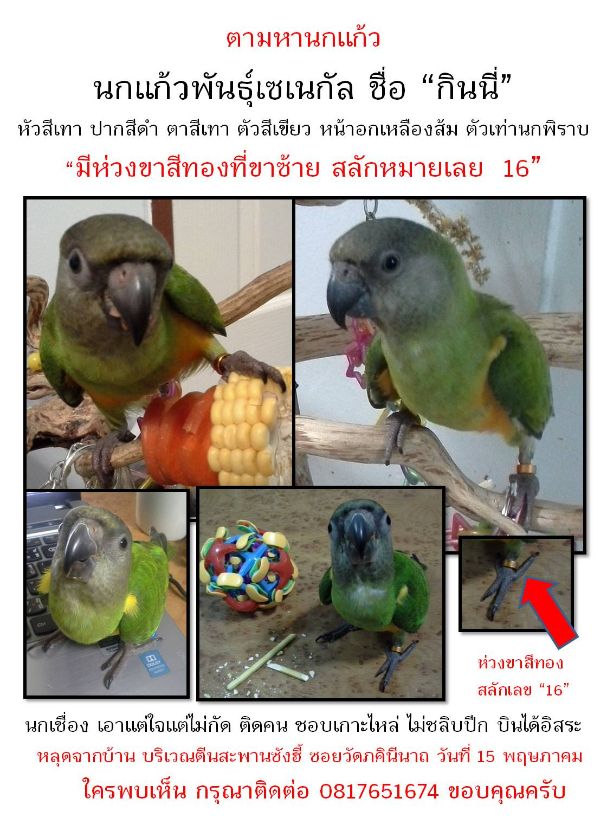 ตามหานกแก้ว
นกแก้วพันธุ์เซเนกัล ชื่อ “กินนี่”
หัวสีเทา ปากสีดำ ตาสีเทา ตัวสีเขียว หน้าอกเหลืองส้ม ตัวเท่านกพิราบ
“มีห่วงขาสีทองที่ขาซ้าย สลักหมายเลย 16”
ห่วงขาสีทอง
สลักเลข “16”
นกเชื่อง เอาแต่ใจแต่ไม่กัด ติดคน ชอบเกาะไหล่ ไม่ขลิบปีก บินได้อิสระ
หลุดจากบ้าน บริเวณตีนสะพานซังฮี้ ซอยวัดภคินีนาถ วันที่ 15 พฤษภาคม
ใครพบเห็น กรุณาติดต่อ 0817651674 ขอบคุณครับ